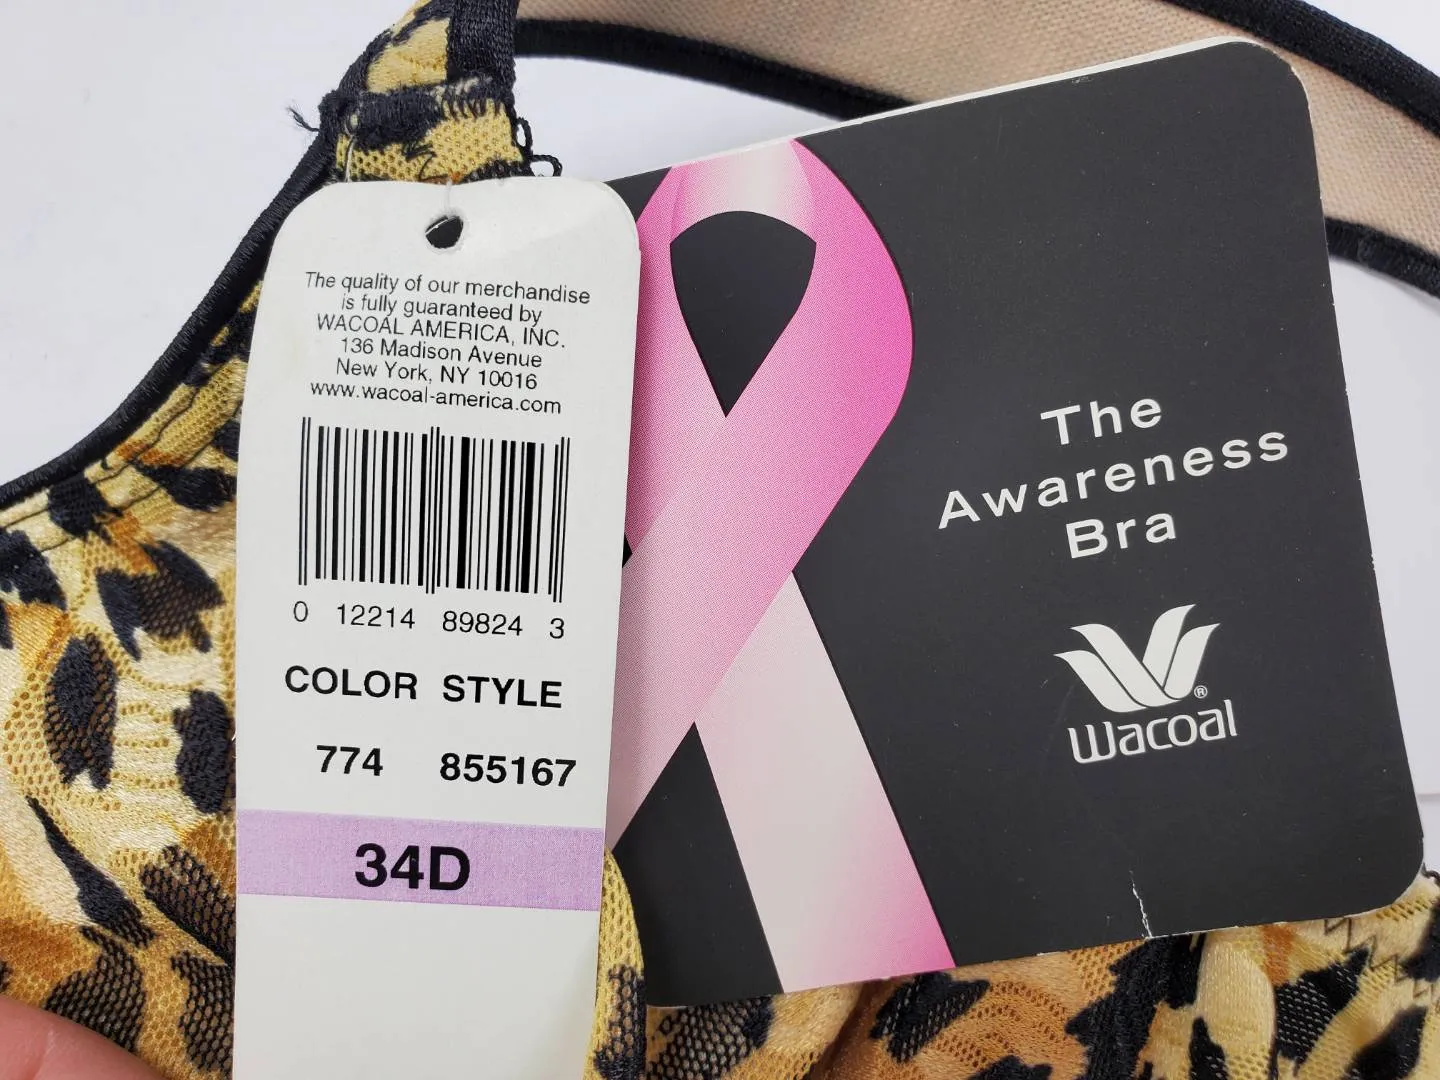 The quality of our merchandise
is fully guaranteed by
WACOAL AMERICA, INC.
136 Madison Avenue
New York, NY 10016
www.wacoal-america.com
0 12214 89824 3
COLOR STYLE
774 855167
34D
The
Awareness
Bra
®
Wacoal